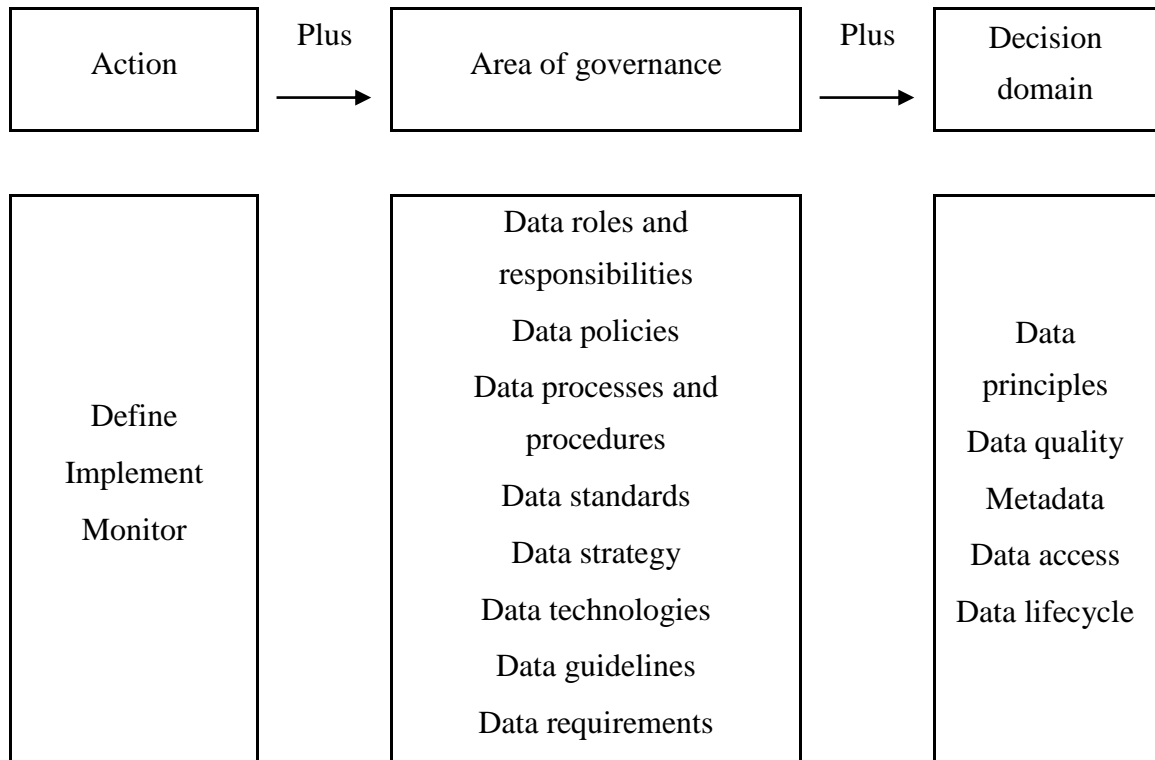 Action
Plus
Area of governance
Plus
Decision
domain
Define
Implement
Monitor
Data roles and
responsibilities
Data policies
Data processes and
procedures
Data standards
Data strategy
Data technologies
Data guidelines
Data requirements
Data
principles
Data quality
Metadata
Data access
Data lifecycle